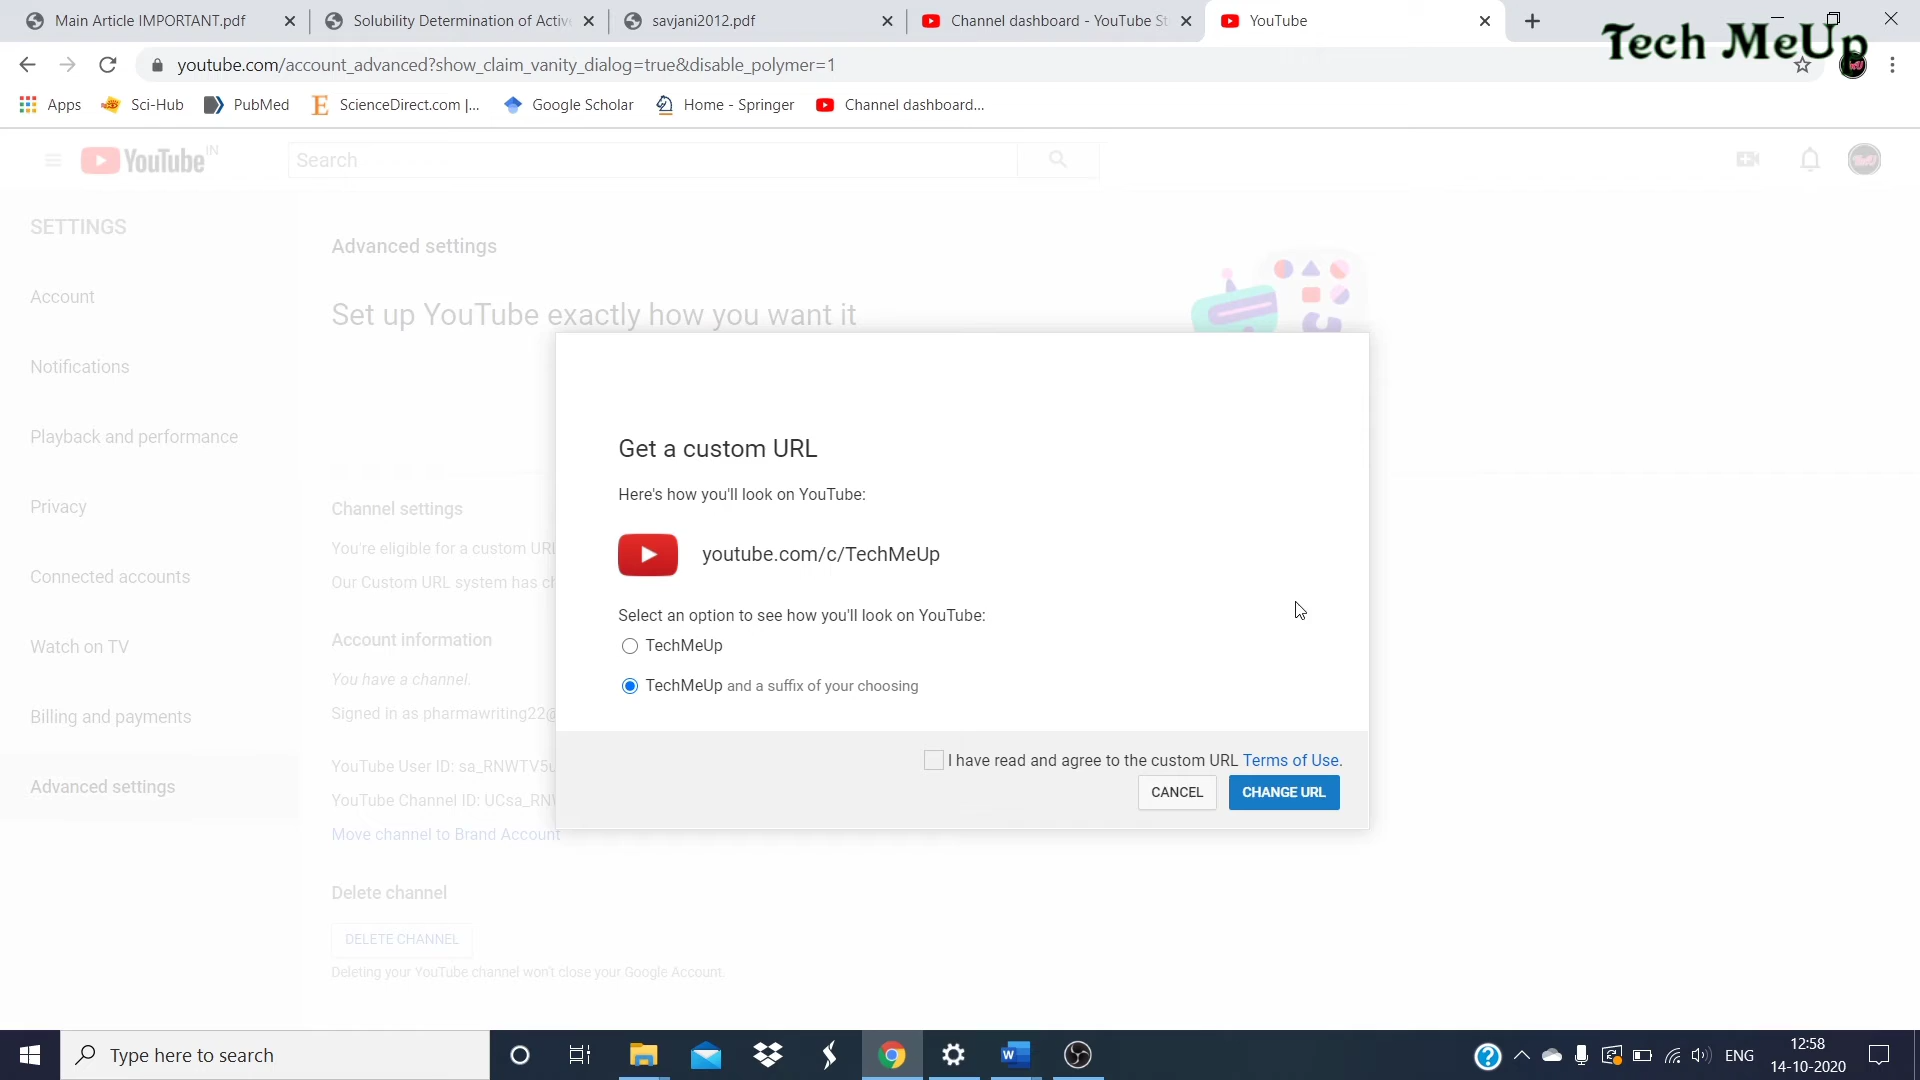 Main Article IMPORTANT.pdf
Solubility Determination of Activ
savjani2012.pdf
Channel dashboard - YouTube St
YouTube
Tech MeUp
youtube.com/account_advanced?show_claim_vanity_dialog=true&disable_polymer=1
Apps
Sci-Hub
PubMed
ScienceDirect.com |...
Google Scholar
Home - Springer
Channel dashboard...
YouTube IN
Search
SETTINGS
Account
Notifications
Playback and performance
Privacy
Connected accounts
Watch on TV
Billing and payments
Advanced settings
Advanced settings
Set up YouTube exactly how you want it
Channel settings
You're eligible for a custom URL
Our Custom URL system has ch
Account information
You have a channel.
Signed in as pharmawriting22@
YouTube User ID: sa_RNWTV5u
YouTube Channel ID: UCsa_RNW
Move channel to Brand Account
Delete channel
DELETE CHANNEL
Deleting your YouTube channel won't close your Google Account.
Get a custom URL
Here's how you'll look on YouTube:
youtube.com/c/TechMeUp
Select an option to see how you'll look on YouTube:
TechMeUp
TechMeUp and a suffix of your choosing
I have read and agree to the custom URL Terms of Use.
CANCEL
CHANGE URL
Type here to search
ENG
12:58
14-10-2020